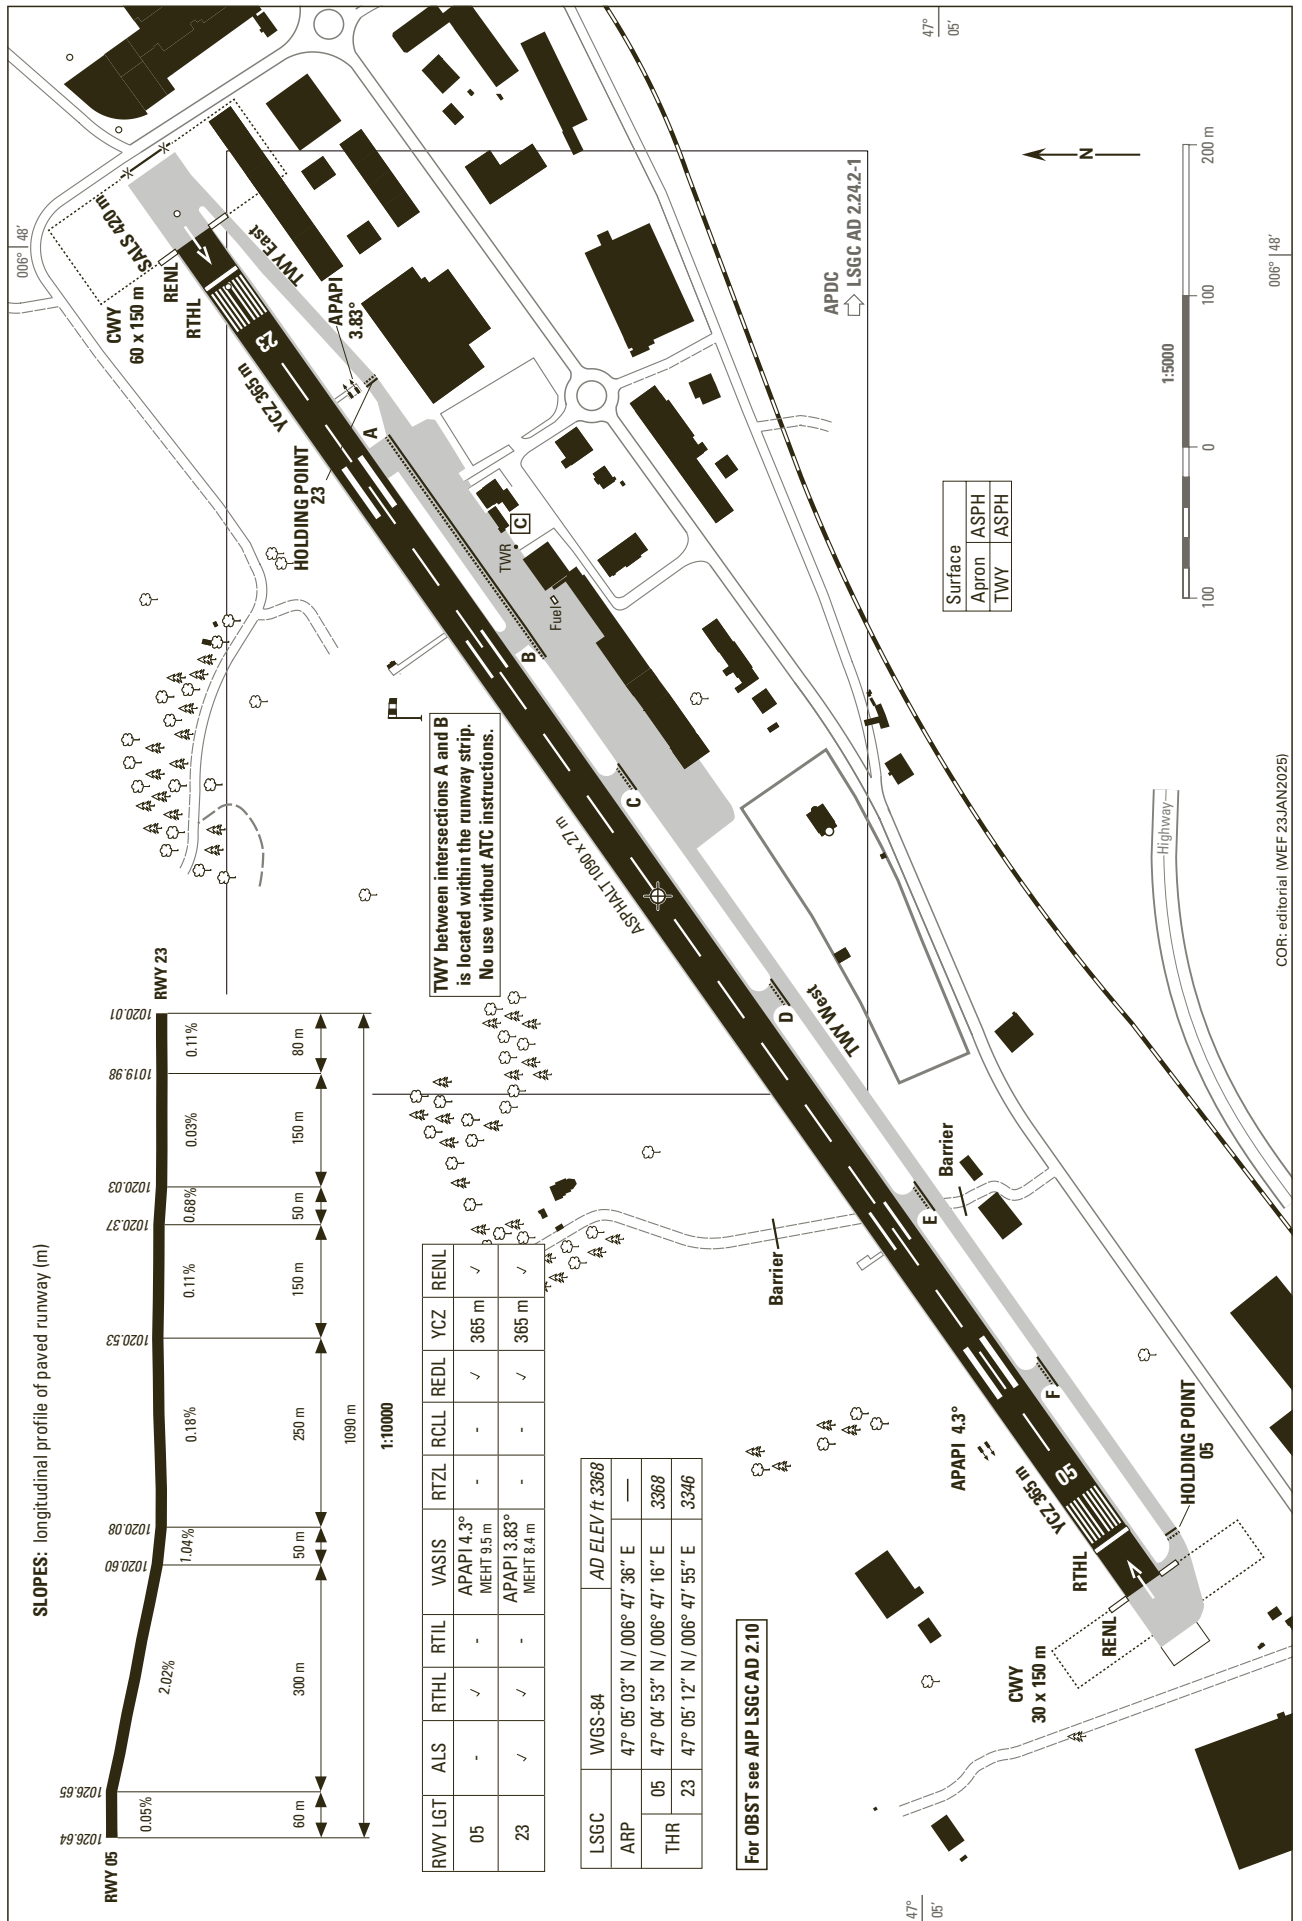 SLOPES: longitudinal profile of paved runway (m)
RWY 05
RWY 23
1026.64
1026.65
1020.60
1020.08
1020.53
1020.37
1020.03
1019.98
1020.01
0.05%
2.02%
1.04%
0.18%
0.11%
0.68%
0.03%
0.11%
60 m
300 m
50 m
250 m
150 m
50 m
150 m
80 m
1090 m
1:10000
RWY LGT ALS RTHL RTIL VASIS RTZL RCLL REDL YCZ RENL
05 - ✓ - APAPI 4.3° - - ✓ 365 m ✓
MEHT 9.5 m
23 ✓ ✓ - APAPI 3.83° - - ✓ 365 m ✓
MEHT 8.4 m
LSGC WGS-84 AD ELEV ft 3368
ARP 47° 05' 03" N / 006° 47' 36" E —
THR
05 47° 04' 53" N / 006° 47' 16" E 3368
23 47° 05' 12" N / 006° 47' 55" E 3346
For OBST see AIP LSGC AD 2.10
TWY between intersections A and B
is located within the runway strip.
No use without ATC instructions.
CWY
60 x 150 m
SALS 420 m
RENL
RTHL
YCZ 365 m
23
TWY East
APAPI
3.83°
HOLDING POINT
23
A
B
C
D
E
F
TWR
C
Fuel
ASPHALT 1090 x 27 m
TWY West
Barrier
Barrier
APAPI 4.3°
YCZ 365 m
05
RTHL
RENL
HOLDING POINT
05
CWY
30 x 150 m
APDC
LSGC AD 2.24.2-1
Surface
Apron ASPH
TWY ASPH
N
1:5000
100
0
100
200 m
Highway
006° 48'
006° 48'
47°
05'
47°
05'
COR: editorial (WEF 23JAN2025)